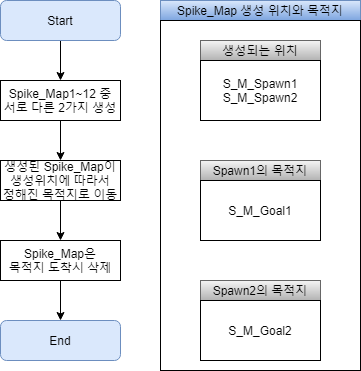 Start
Spike_Map1~12 중
서로 다른 2가지 생성
생성된 Spike_Map이
생성위치에 따라서
정해진 목적지로 이동
Spike_Map은
목적지 도착시 삭제
End
Spike_Map 생성 위치와 목적지
생성되는 위치
S_M_Spawn1
S_M_Spawn2
Spawn1의 목적지
S_M_Goal1
Spawn2의 목적지
S_M_Goal2